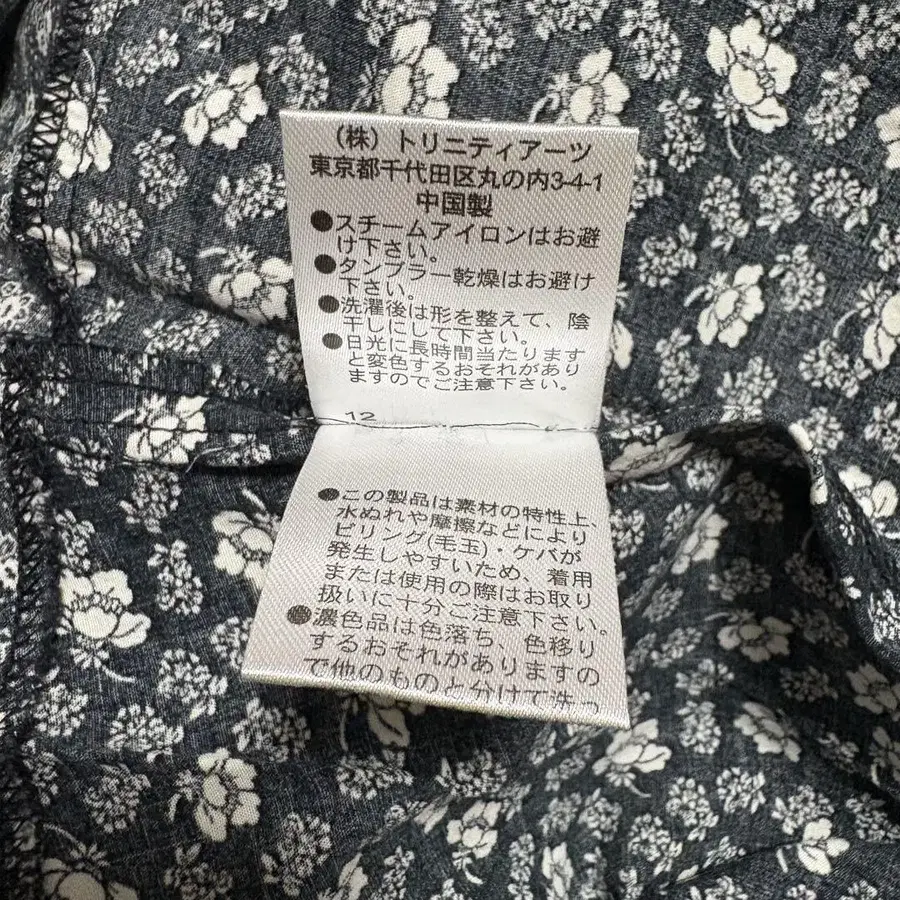 (株)トリニティアーツ
東京都千代田区丸の内3-4-1
中国製
●スチームアイロンはお避
け下さい。
●タンブラー乾燥はお避け
下さい。
●洗濯後は形を整えて、陰
干しにして下さい。
●日光に長時間当たります
と変色するおそれがあり
ますのでご注意下さい。
12
●この製品は素材の特性上、
水ぬれや摩擦などにより
ピリング(毛玉)・ケバが
発生しやすいため、着用
または使用の際はお取り
扱いに十分ご注意下さい。
●濃色品は色落ち、色移り
するおそれがありますの
で他のものと分けて洗っ